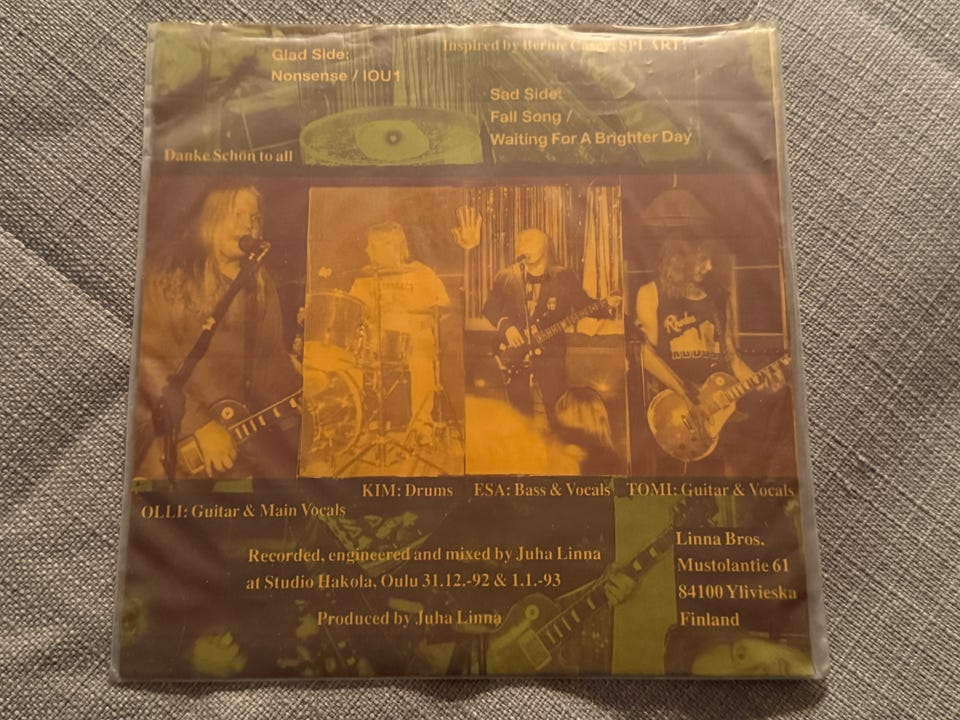 Inspired by Bernie Casey! SPLART!
Glad Side:
Nonsense / IOU1
Sad Side:
Fall Song /
Waiting For A Brighter Day
Danke Schön to all
KIM: Drums
ESA: Bass & Vocals
TOMI: Guitar & Vocals
OLLI: Guitar & Main Vocals
Recorded, engineered and mixed by Juha Linna
at Studio Hakola, Oulu 31.12.-92 & 1.1.-93
Produced by Juha Linna
Linna Bros.
Mustolantie 61
84100 Ylivieska
Finland